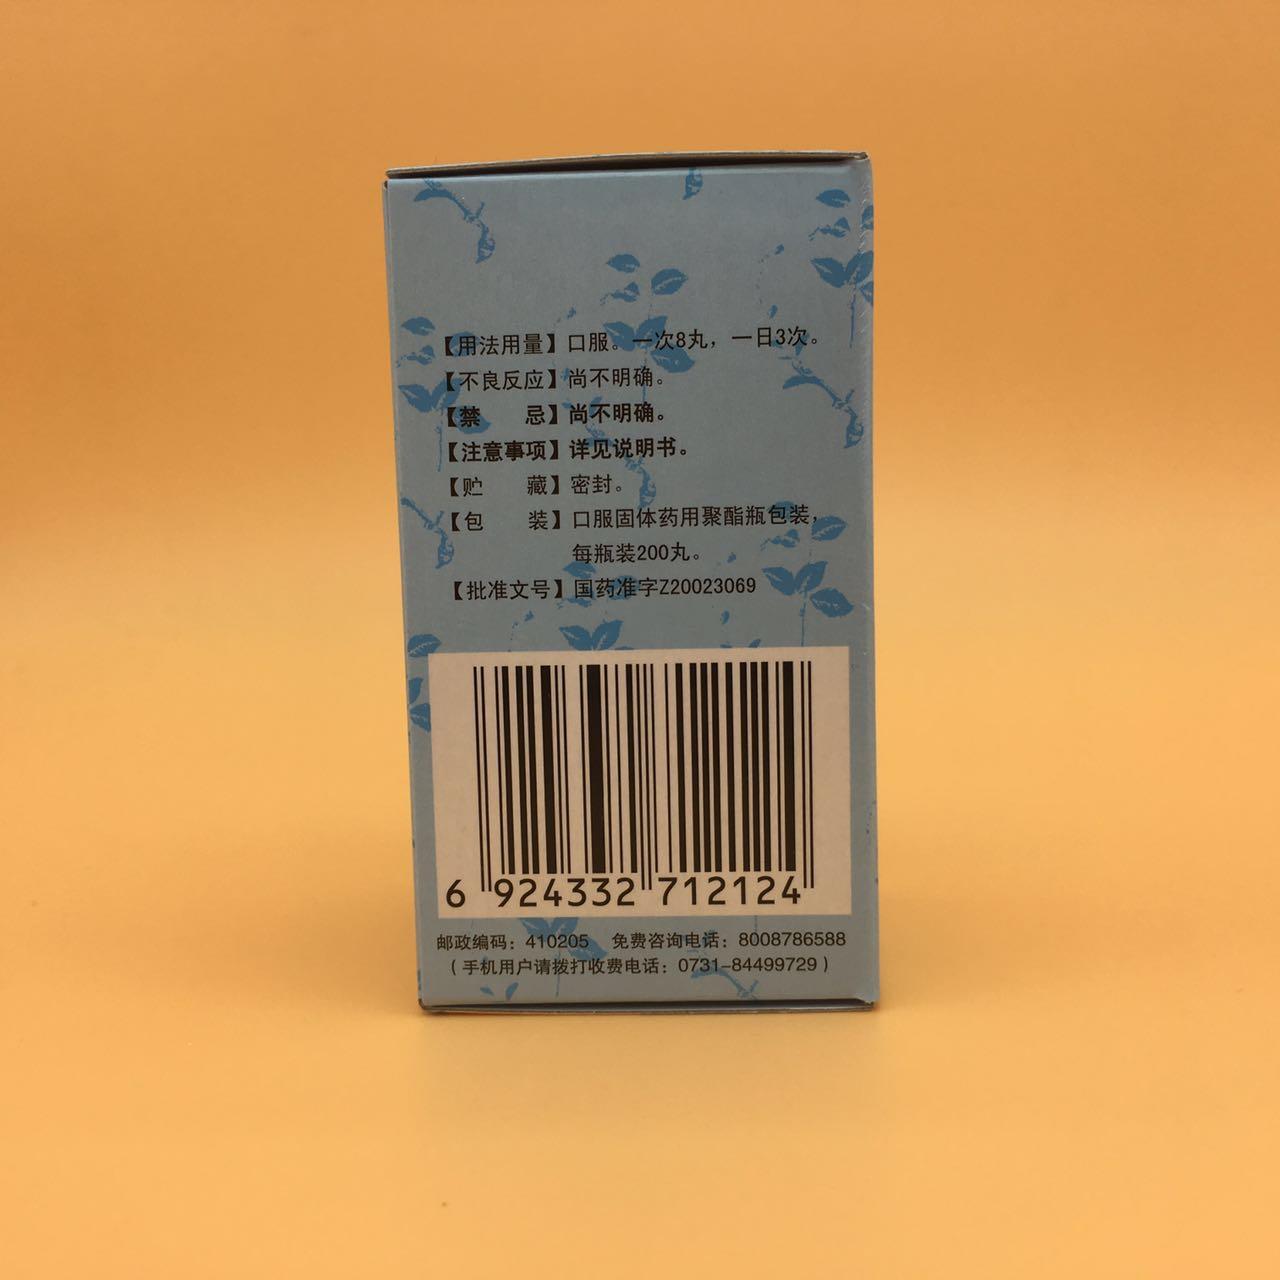 【用法用量】口服。一次8丸，一日3次。
【不良反应】尚不明确。
【禁　　忌】尚不明确。
【注意事项】详见说明书。
【贮　　藏】密封。
【包　　装】口服固体药用聚酯瓶包装，
每瓶装200丸。
【批准文号】国药准字Z20023069
6 924332 712124
邮政编码：410205　免费咨询电话：8008786588
（手机用户请拨打收费电话：0731-84499729）